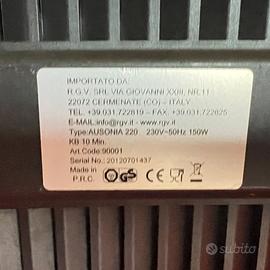 IMPORTATO DA:
R.G.V. SRL VIA GIOVANNI XXIII, NR.11
22072 CERMENATE (CO) - ITALY
TEL. +39.031.722819 - FAX. +39.031.722825
E-MAIL:info@rgv.it - www.rgv.it
Type:AUSONIA 220 230V~50Hz 150W
KB 10 Min.
Art.Code:90001
Serial No.:20120701437
Made in
P.R.C.
CE GS
subito